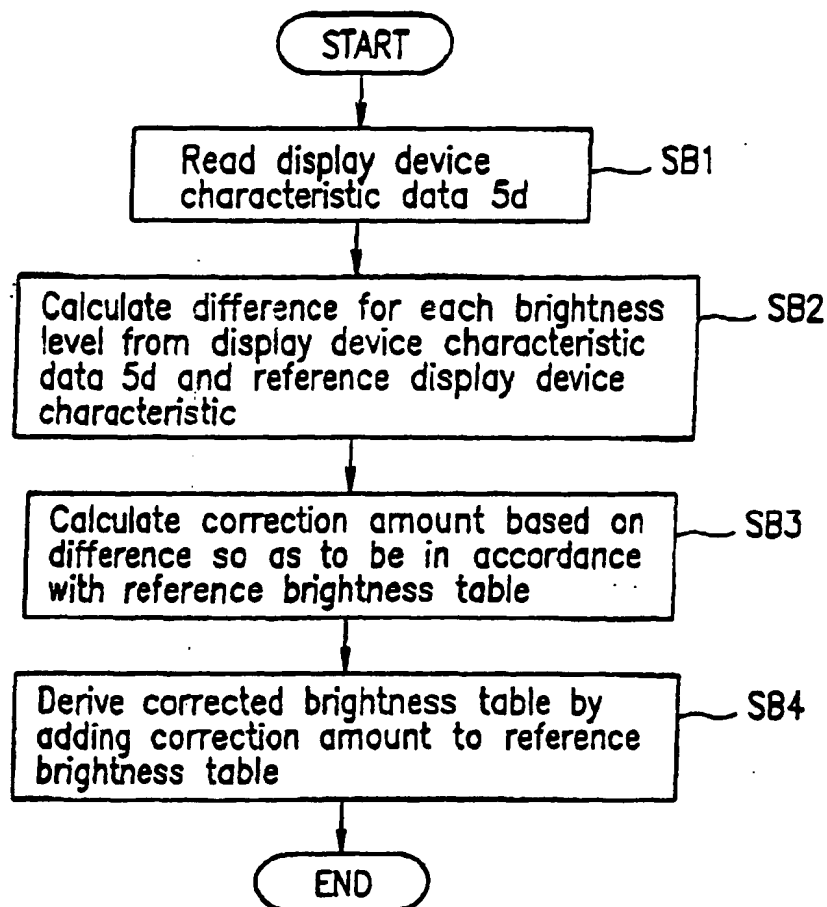 START
Read display device
characteristic data 5d
SB1
Calculate difference for each brightness
level from display device characteristic
data 5d and reference display device
characteristic
SB2
Calculate correction amount based on
difference so as to be in accordance
with reference brightness table
SB3
Derive corrected brightness table by
adding correction amount to reference
brightness table
SB4
END